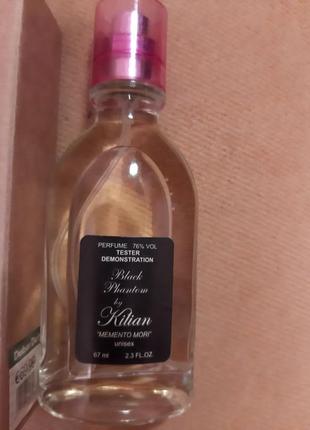 PERFUME 76% VOL
TESTER
DEMONSTRATION
Black
Phantom
by
Kilian
"MEMENTO MORI"
unisex
67 ml 2.3 FL.OZ.